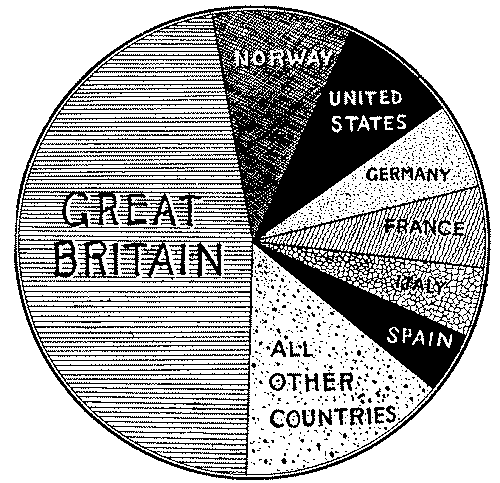 NORWAY
UNITED
STATES
GERMANY
FRANCE
ITALY
SPAIN
ALL
OTHER
COUNTRIES
GREAT
BRITAIN